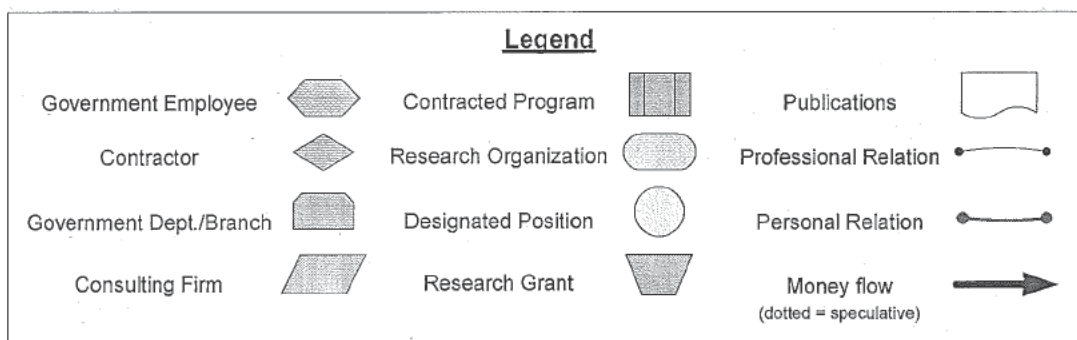 Legend
Government Employee
Contracted Program
Publications
Contractor
Research Organization
Professional Relation
Government Dept./Branch
Designated Position
Personal Relation
Consulting Firm
Research Grant
Money flow
(dotted = speculative)